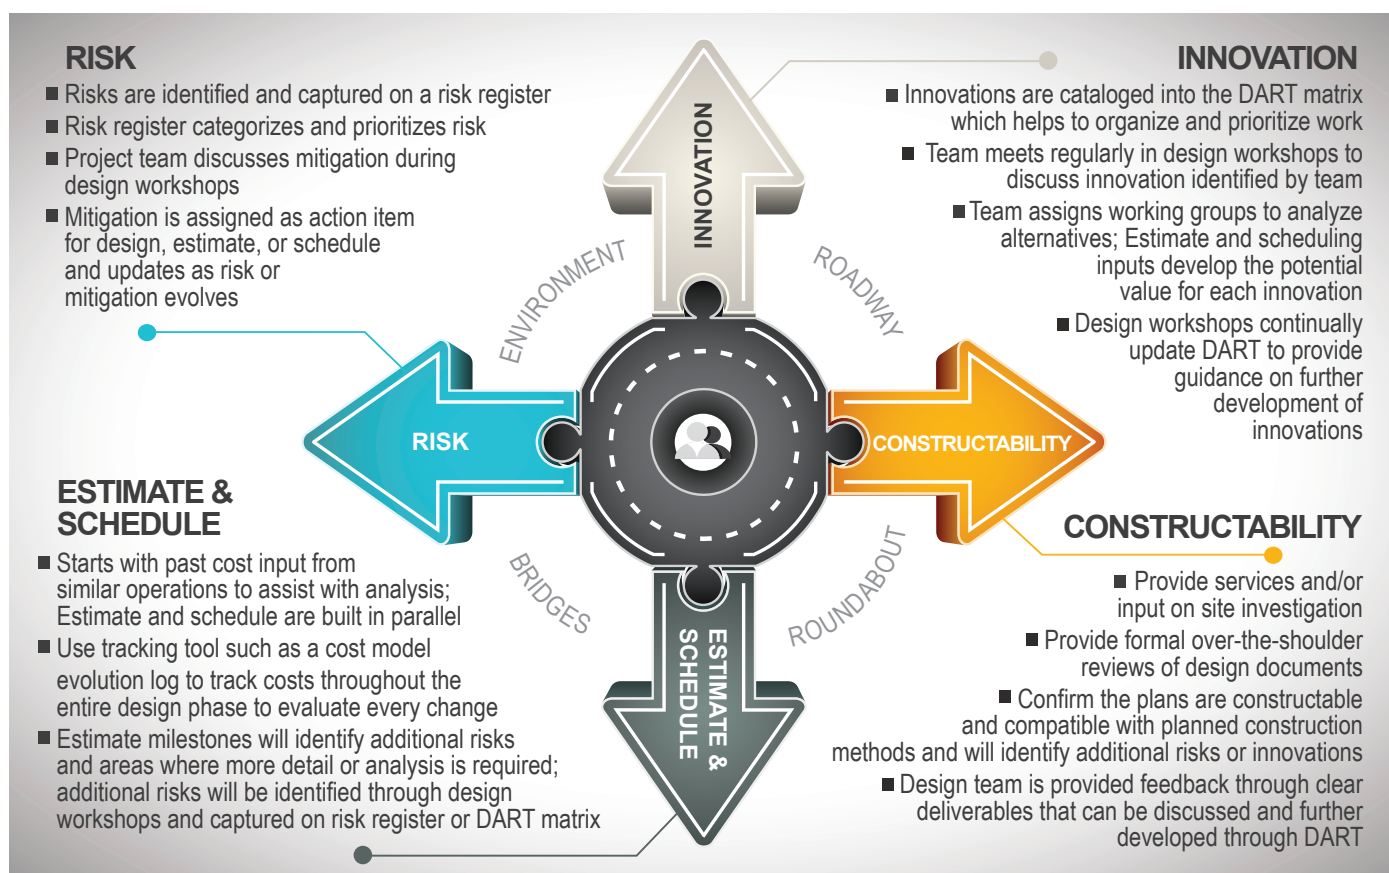 RISK
■ Risks are identified and captured on a risk register
■ Risk register categorizes and prioritizes risk
■ Project team discusses mitigation during
design workshops
■ Mitigation is assigned as action item
for design, estimate, or schedule
and updates as risk or
mitigation evolves
INNOVATION
■ Innovations are cataloged into the DART matrix
which helps to organize and prioritize work
■ Team meets regularly in design workshops to
discuss innovation identified by team
■ Team assigns working groups to analyze
alternatives; Estimate and scheduling
inputs develop the potential
value for each innovation
■ Design workshops continually
update DART to provide
guidance on further
development of
innovations
INNOVATION
ENVIRONMENT
ROADWAY
RISK
CONSTRUCTABILITY
BRIDGES
ROUNDABOUT
ESTIMATE &
SCHEDULE
ESTIMATE &
SCHEDULE
■ Starts with past cost input from
similar operations to assist with analysis;
Estimate and schedule are built in parallel
■ Use tracking tool such as a cost model
evolution log to track costs throughout the
entire design phase to evaluate every change
■ Estimate milestones will identify additional risks
and areas where more detail or analysis is required;
additional risks will be identified through design
workshops and captured on risk register or DART matrix
CONSTRUCTABILITY
■ Provide services and/or
input on site investigation
■ Provide formal over-the-shoulder
reviews of design documents
■ Confirm the plans are constructable
and compatible with planned construction
methods and will identify additional risks or innovations
■ Design team is provided feedback through clear
deliverables that can be discussed and further
developed through DART